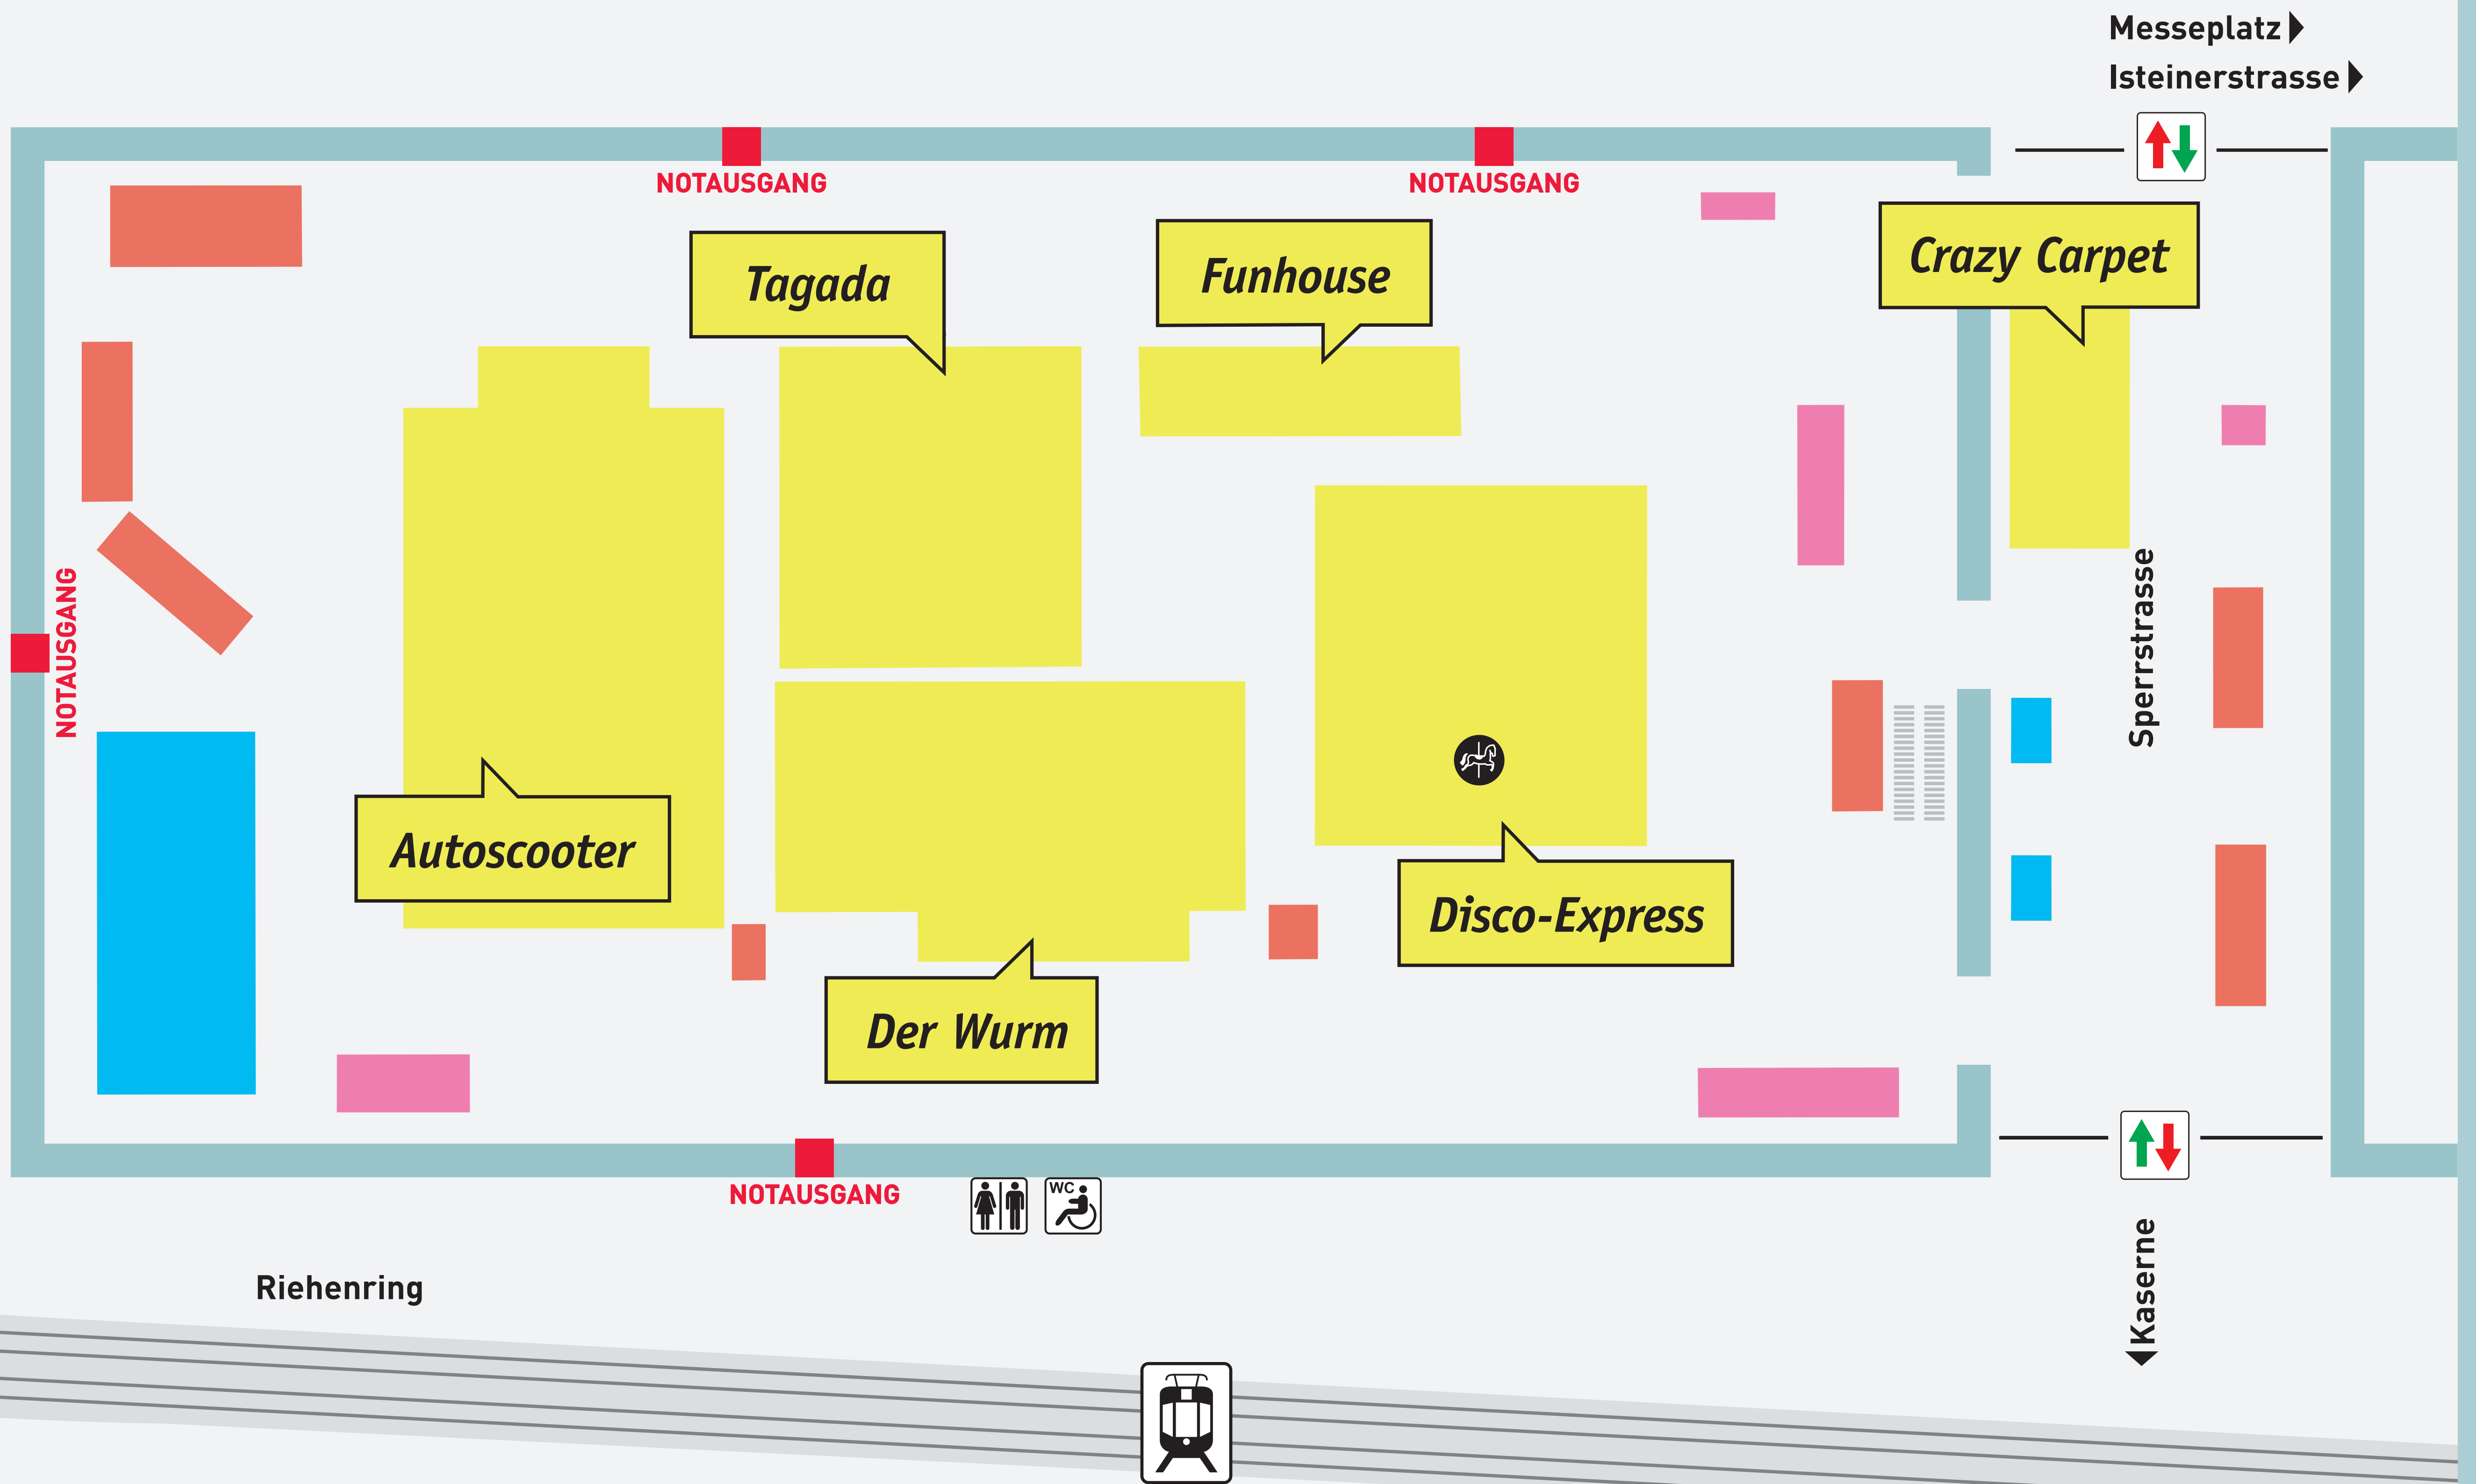 Messeplatz
Isteinerstrasse
NOTAUSGANG
NOTAUSGANG
Tagada
Funhouse
Crazy Carpet
NOTAUSGANG
Sperrstrasse
Autoscooter
Disco-Express
Der Wurm
NOTAUSGANG
WC
Riehenring
Kaserne